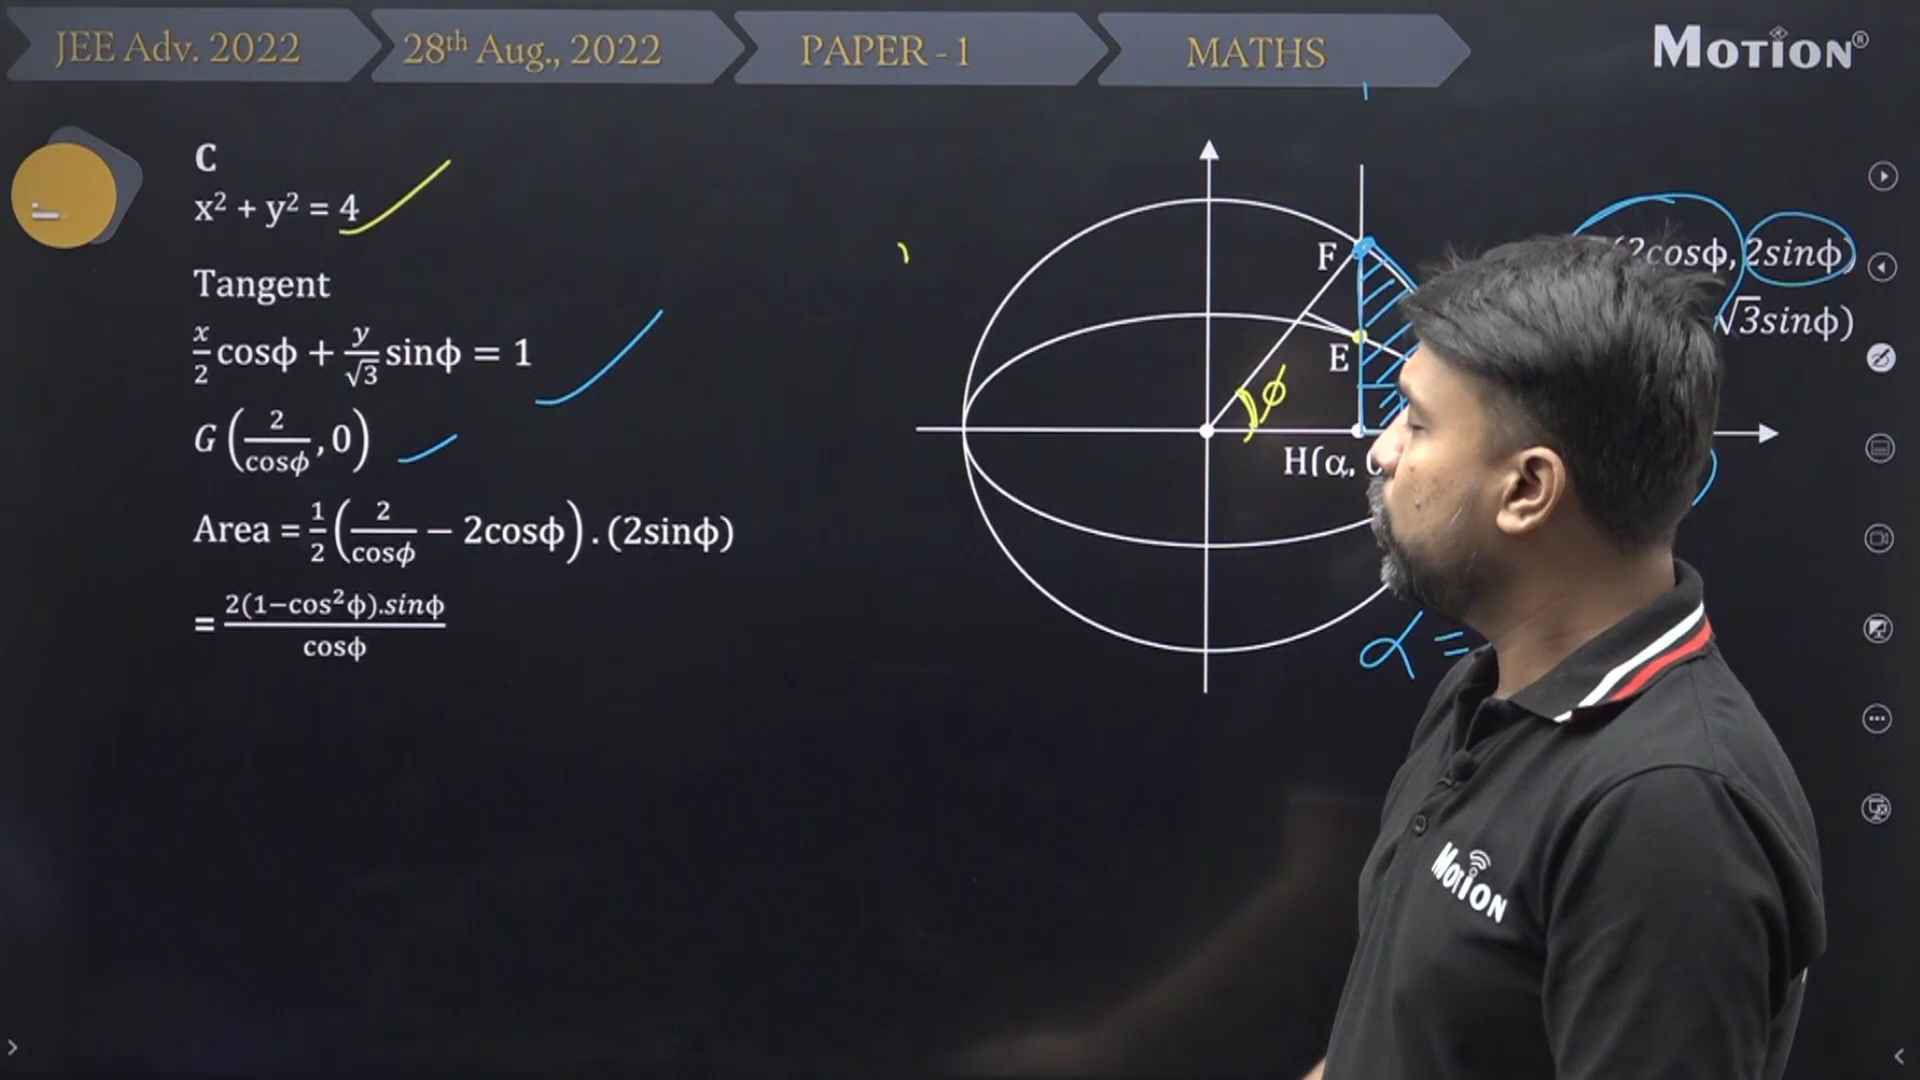 JEE Adv. 2022
28th Aug., 2022
PAPER - 1
MATHS
MOTION®
C
x² + y² = 4
Tangent
x/2 cosϕ + y/√3 sinϕ = 1
G (2/cosϕ , 0)
Area = 1/2 (2/cosϕ − 2cosϕ) . (2sinϕ)
= 2(1−cos²ϕ).sinϕ / cosϕ
F
(2cosϕ, 2sinϕ)
√3sinϕ)
E
ϕ
H(α,
α =
MOTION